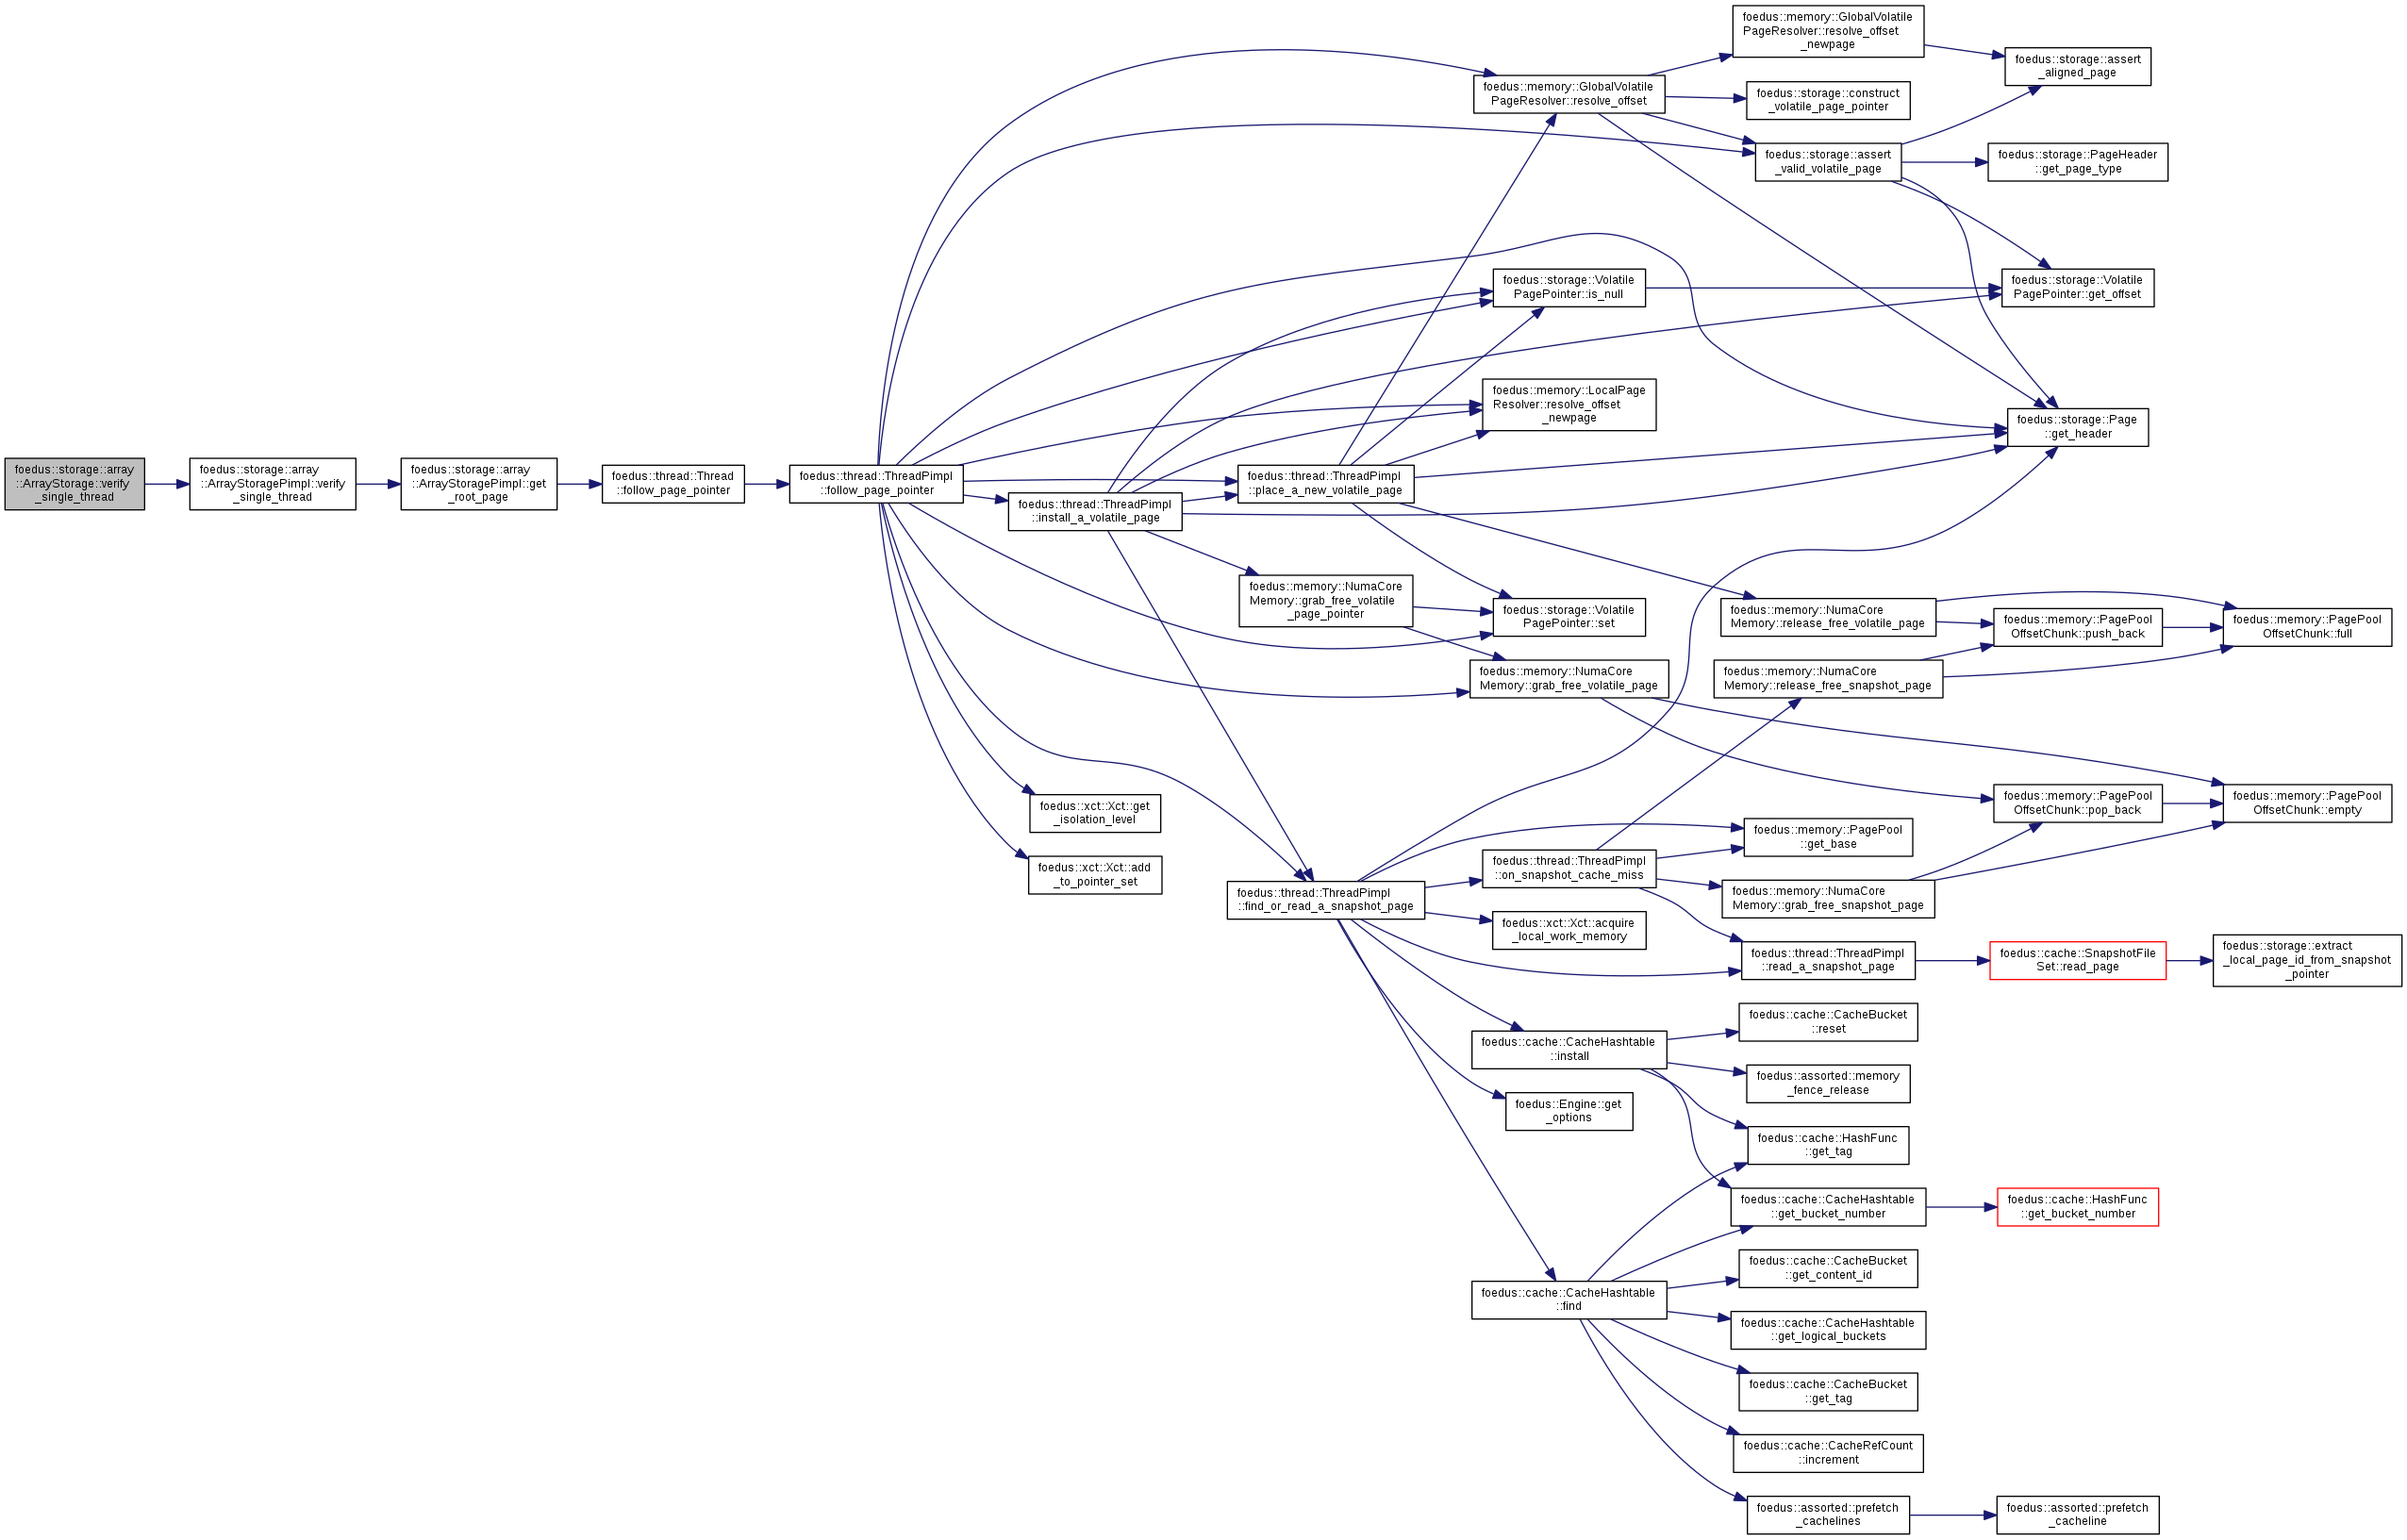 foedus::storage::array
::ArrayStorage::verify
_single_thread
foedus::storage::array
::ArrayStoragePimpl::verify
_single_thread
foedus::storage::array
::ArrayStoragePimpl::get
_root_page
foedus::thread::Thread
::follow_page_pointer
foedus::thread::ThreadPimpl
::follow_page_pointer
foedus::thread::ThreadPimpl
::install_a_volatile_page
foedus::xct::Xct::get
_isolation_level
foedus::xct::Xct::add
_to_pointer_set
foedus::thread::ThreadPimpl
::place_a_new_volatile_page
foedus::memory::NumaCore
Memory::grab_free_volatile
_page_pointer
foedus::thread::ThreadPimpl
::find_or_read_a_snapshot_page
foedus::memory::GlobalVolatile
PageResolver::resolve_offset
foedus::storage::Volatile
PagePointer::is_null
foedus::memory::LocalPage
Resolver::resolve_offset
_newpage
foedus::storage::Volatile
PagePointer::set
foedus::memory::NumaCore
Memory::grab_free_volatile_page
foedus::thread::ThreadPimpl
::on_snapshot_cache_miss
foedus::xct::Xct::acquire
_local_work_memory
foedus::cache::CacheHashtable
::install
foedus::Engine::get
_options
foedus::cache::CacheHashtable
::find
foedus::memory::GlobalVolatile
PageResolver::resolve_offset
_newpage
foedus::storage::construct
_volatile_page_pointer
foedus::storage::assert
_valid_volatile_page
foedus::memory::NumaCore
Memory::release_free_volatile_page
foedus::memory::NumaCore
Memory::release_free_snapshot_page
foedus::memory::PagePool
::get_base
foedus::memory::NumaCore
Memory::grab_free_snapshot_page
foedus::thread::ThreadPimpl
::read_a_snapshot_page
foedus::cache::CacheBucket
::reset
foedus::assorted::memory
_fence_release
foedus::cache::HashFunc
::get_tag
foedus::cache::CacheHashtable
::get_bucket_number
foedus::cache::CacheBucket
::get_content_id
foedus::cache::CacheHashtable
::get_logical_buckets
foedus::cache::CacheBucket
::get_tag
foedus::cache::CacheRefCount
::increment
foedus::assorted::prefetch
_cachelines
foedus::storage::assert
_aligned_page
foedus::storage::PageHeader
::get_page_type
foedus::storage::Volatile
PagePointer::get_offset
foedus::storage::Page
::get_header
foedus::memory::PagePool
OffsetChunk::push_back
foedus::memory::PagePool
OffsetChunk::pop_back
foedus::cache::SnapshotFile
Set::read_page
foedus::cache::HashFunc
::get_bucket_number
foedus::assorted::prefetch
_cacheline
foedus::memory::PagePool
OffsetChunk::full
foedus::memory::PagePool
OffsetChunk::empty
foedus::storage::extract
_local_page_id_from_snapshot
_pointer